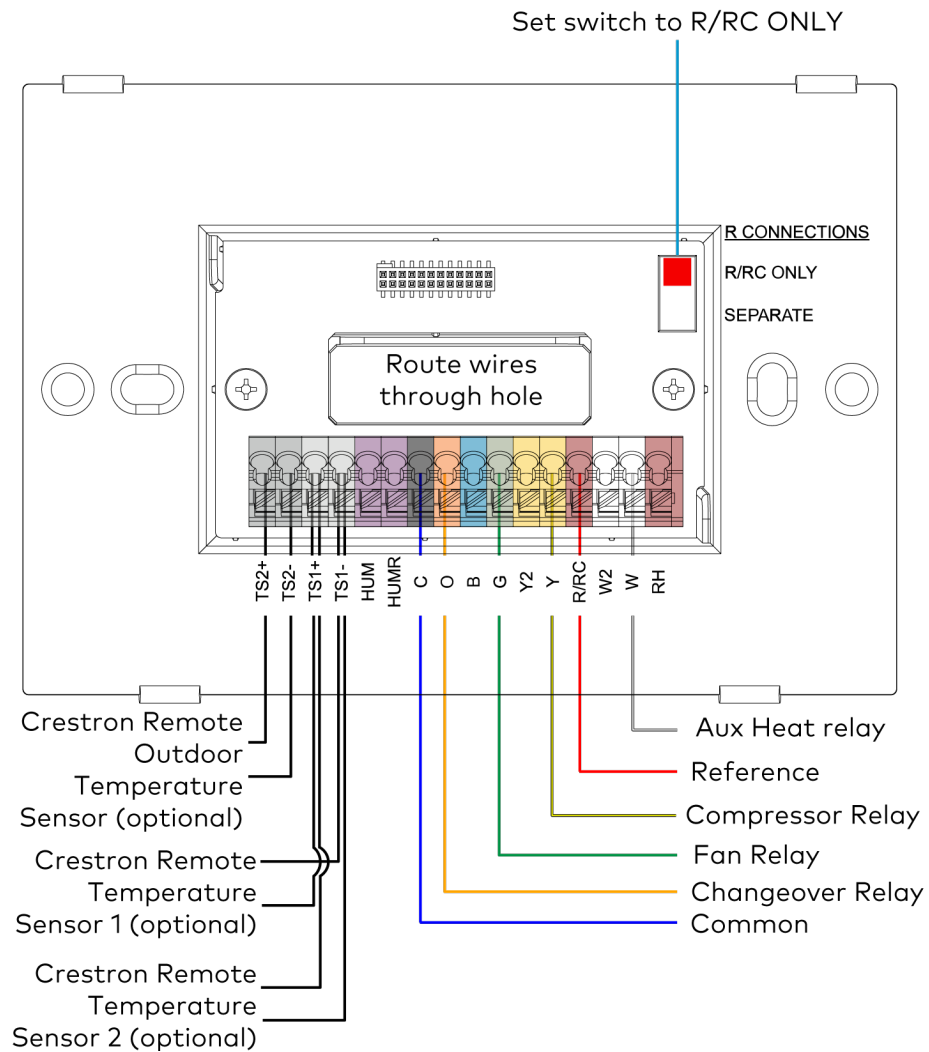 Set switch to R/RC ONLY
R CONNECTIONS
R/RC ONLY
SEPARATE
Route wires
through hole
TS2+
TS2-
TS1+
TS1-
HUM
HUMR
C
O
B
G
Y2
Y
R/RC
W2
W
RH
Crestron Remote
Outdoor
Temperature
Sensor (optional)
Crestron Remote
Temperature
Sensor 1 (optional)
Crestron Remote
Temperature
Sensor 2 (optional)
Aux Heat relay
Reference
Compressor Relay
Fan Relay
Changeover Relay
Common